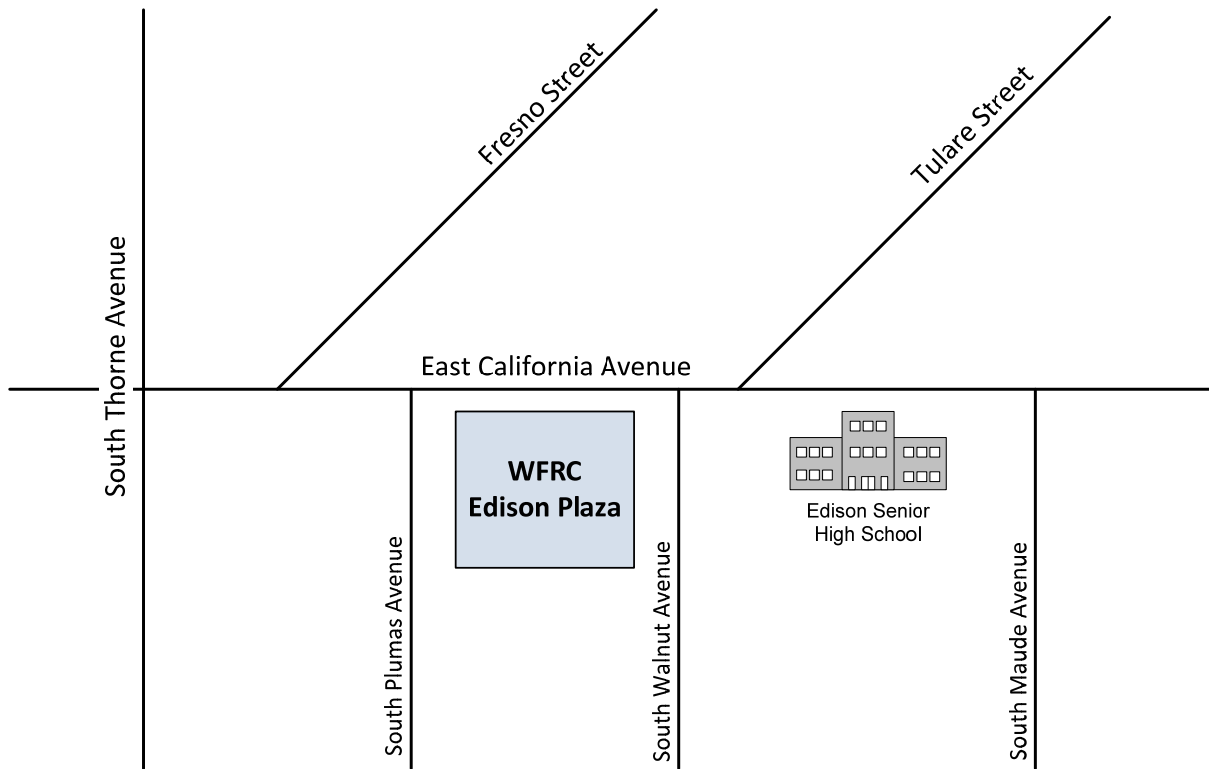 Fresno Street
Tulare Street
South Thorne Avenue
East California Avenue
WFRC
Edison Plaza
Edison Senior
High School
South Plumas Avenue
South Walnut Avenue
South Maude Avenue